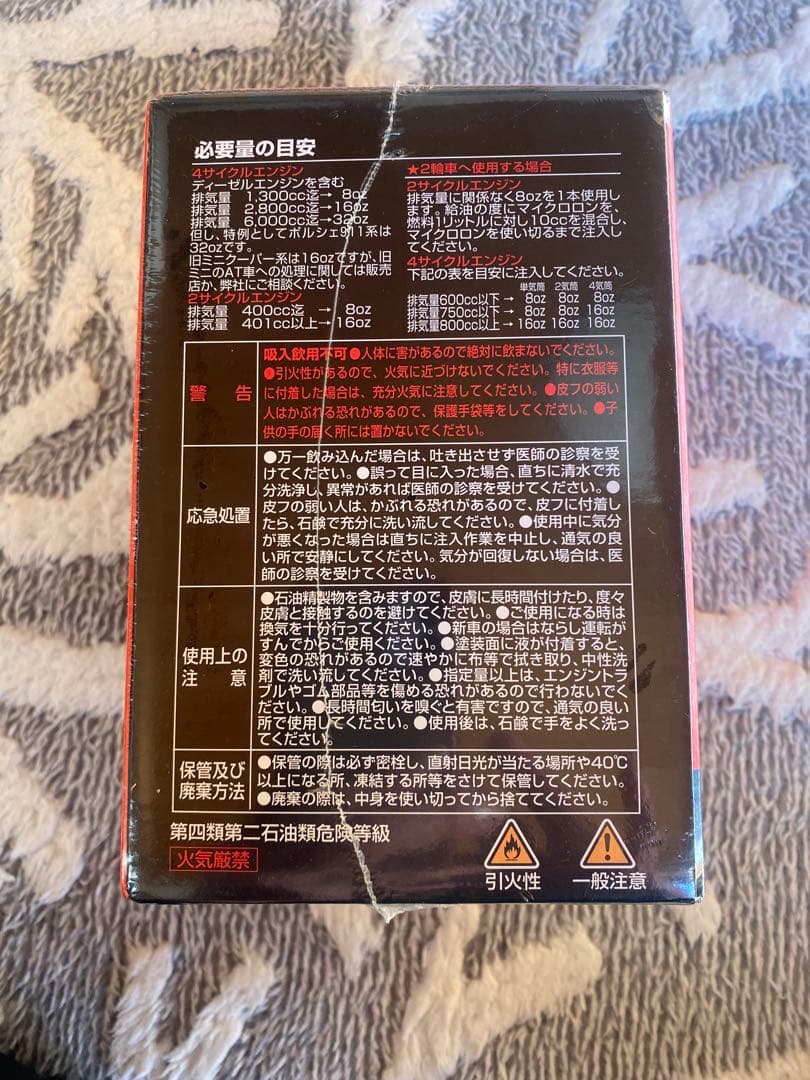 必要量の目安
4サイクルエンジン
ディーゼルエンジンを含む
排気量 1,300cc迄→ 8oz
排気量 2,800cc迄→16oz
排気量 6,000cc迄→32oz
但し、特例としてポルシェ911系は
32ozです。
旧ミニクーパー系は16ozですが、旧
ミニのAT車への処理に関しては販売
店か、弊社にご相談ください。
2サイクルエンジン
排気量 400cc迄 → 8oz
排気量 401cc以上→16oz
★2輪車へ使用する場合
2サイクルエンジン
排気量に関係なく8ozを1本使用し
ます。給油の度にマイクロロンを、
燃料1リットルに対し10ccを混合し、
マイクロロンを使い切るまで注入し
てください。
4サイクルエンジン
下記の表を目安に注入してください。
単気筒 2気筒 4気筒
排気量600cc以下→ 8oz 8oz 8oz
排気量750cc以下→ 8oz 8oz 16oz
排気量800cc以上→16oz 16oz 16oz
警告
吸入飲用不可●人体に害があるので絶対に飲まないでください。
●引火性があるので、火気に近づけないでください。特に衣服等
に付着した場合は、充分火気に注意してください。●皮フの弱い
人はかぶれる恐れがあるので、保護手袋等をしてください。●子
供の手の届く所には置かないでください。
応急処置
●万一飲み込んだ場合は、吐き出させず医師の診察を受
けてください。●誤って目に入った場合、直ちに清水で充
分洗浄し、異常があれば医師の診察を受けてください。●
皮フの弱い人は、かぶれる恐れがあるので、皮フに付着し
たら、石鹸で充分に洗い流してください。●使用中に気分
が悪くなった場合は直ちに注入作業を中止し、通気の良
い所で安静にしてください。気分が回復しない場合は、医
師の診察を受けてください。
使用上の
注意
●石油精製物を含みますので、皮膚に長時間付けたり、度々
皮膚と接触するのを避けてください。●ご使用になる時は
換気を十分行ってください。●新車の場合はならし運転が
すんでからご使用ください。●塗装面に液が付着すると、
変色の恐れがあるので速やかに布等で拭き取り、中性洗
剤で洗い流してください。●指定量以上は、エンジントラ
ブルやゴム部品等を傷める恐れがあるので行わないでく
ださい。●長時間匂いを嗅ぐと有害ですので、通気の良い
所で使用してください。●使用後は、石鹸で手をよく洗っ
てください。
保管及び
廃棄方法
●保管の際は必ず密栓し、直射日光が当たる場所や40℃
以上になる所、凍結する所等をさけて保管してください。
●廃棄の際は、中身を使い切ってから捨ててください。
第四類第二石油類危険等級
火気厳禁
引火性
一般注意